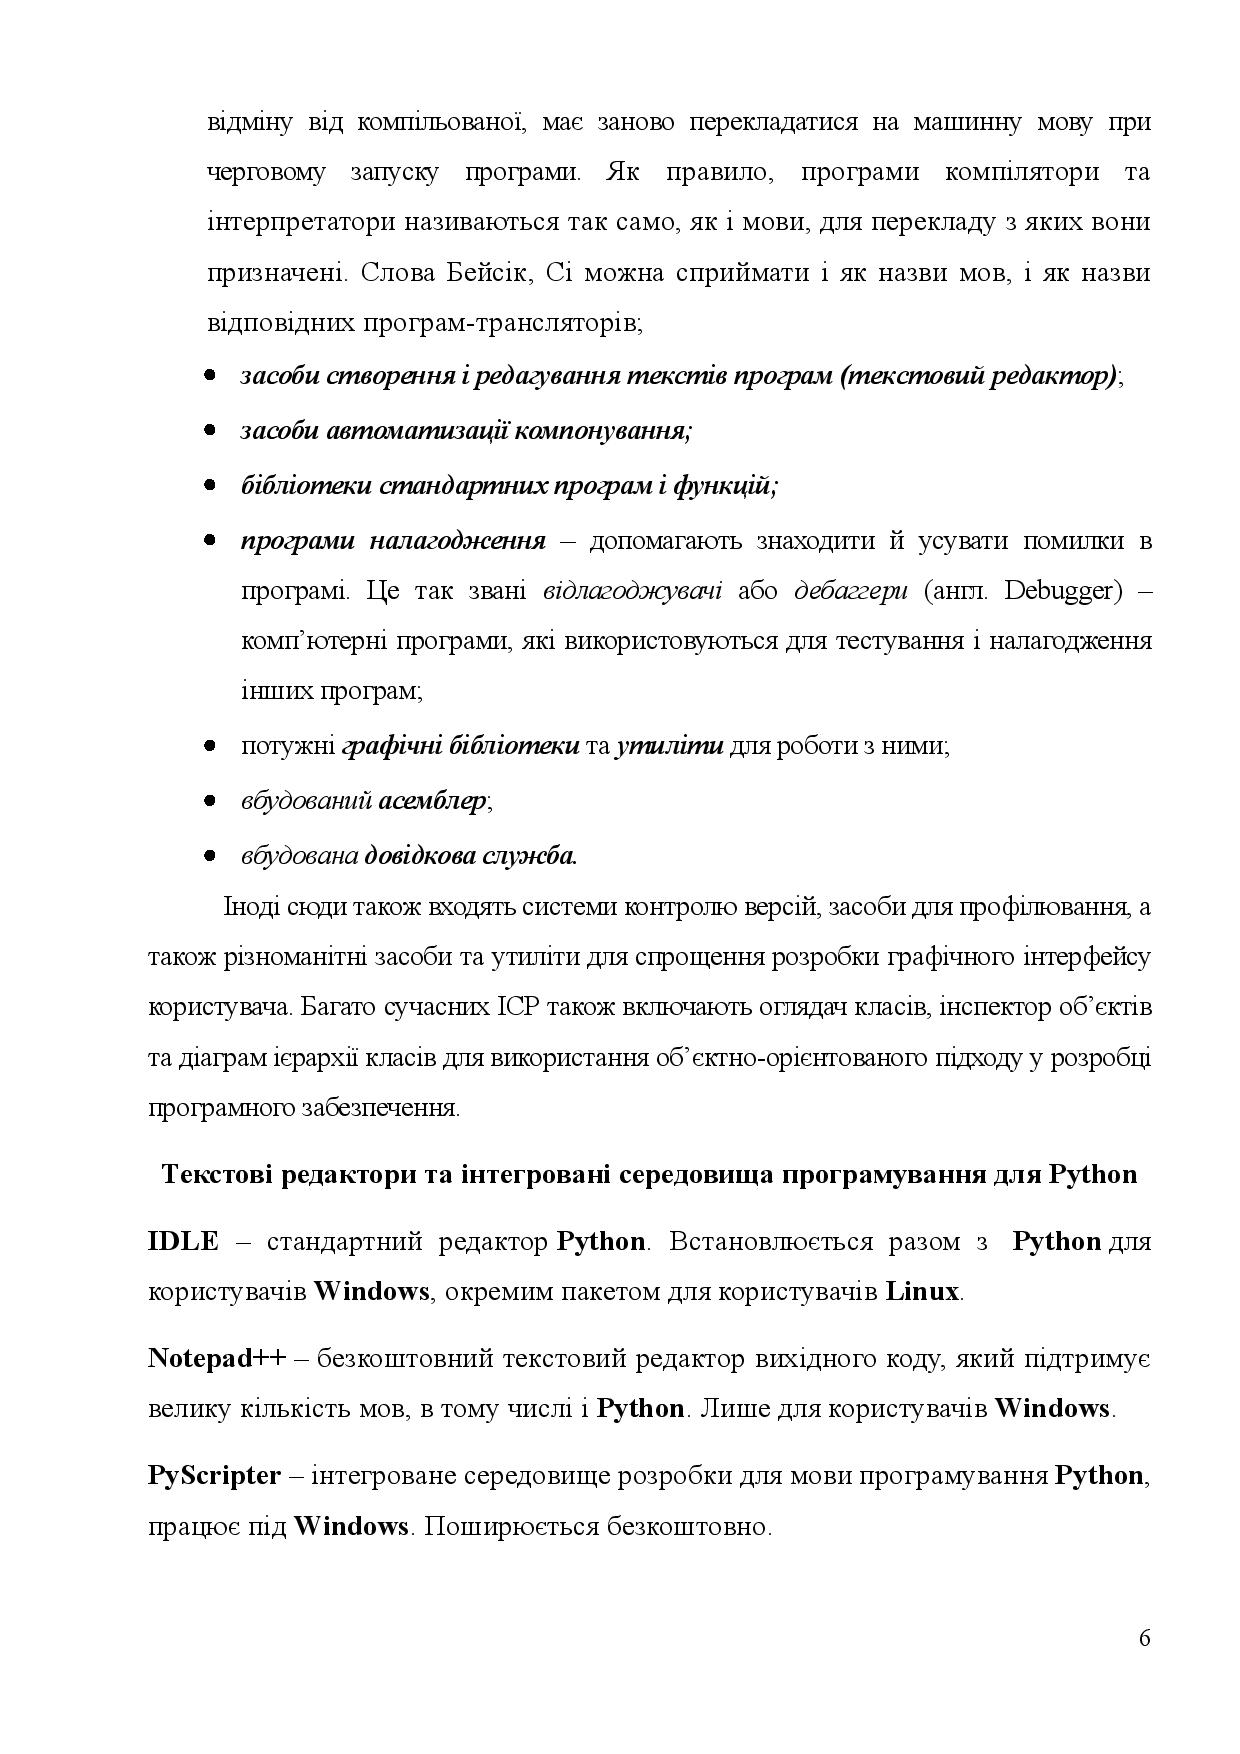 відміну від компільованої, має заново перекладатися на машинну мову при
черговому запуску програми. Як правило, програми компілятори та
інтерпретатори називаються так само, як і мови, для перекладу з яких вони
призначені. Слова Бейсік, Сі можна сприймати і як назви мов, і як назви
відповідних програм-трансляторів;
• засоби створення і редагування текстів програм (текстовий редактор);
• засоби автоматизації компонування;
• бібліотеки стандартних програм і функцій;
• програми налагодження – допомагають знаходити й усувати помилки в
програмі. Це так звані відлагоджувачі або дебаггери (англ. Debugger) –
комп’ютерні програми, які використовуються для тестування і налагодження
інших програм;
• потужні графічні бібліотеки та утиліти для роботи з ними;
• вбудований асемблер;
• вбудована довідкова служба.
Іноді сюди також входять системи контролю версій, засоби для профілювання, а
також різноманітні засоби та утиліти для спрощення розробки графічного інтерфейсу
користувача. Багато сучасних ІСР також включають оглядач класів, інспектор об’єктів
та діаграм ієрархії класів для використання об’єктно-орієнтованого підходу у розробці
програмного забезпечення.
Текстові редактори та інтегровані середовища програмування для Python
IDLE – стандартний редактор Python. Встановлюється разом з Python для
користувачів Windows, окремим пакетом для користувачів Linux.
Notepad++ – безкоштовний текстовий редактор вихідного коду, який підтримує
велику кількість мов, в тому числі і Python. Лише для користувачів Windows.
PyScripter – інтегроване середовище розробки для мови програмування Python,
працює під Windows. Поширюється безкоштовно.
6